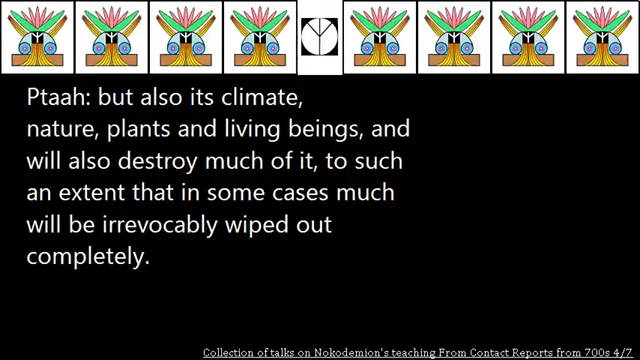 Ptaah: but also its climate,
nature, plants and living beings, and
will also destroy much of it, to such
an extent that in some cases much
will be irrevocably wiped out
completely.
Collection of talks on Nokodemion's teaching From Contact Reports from 700s 4/7